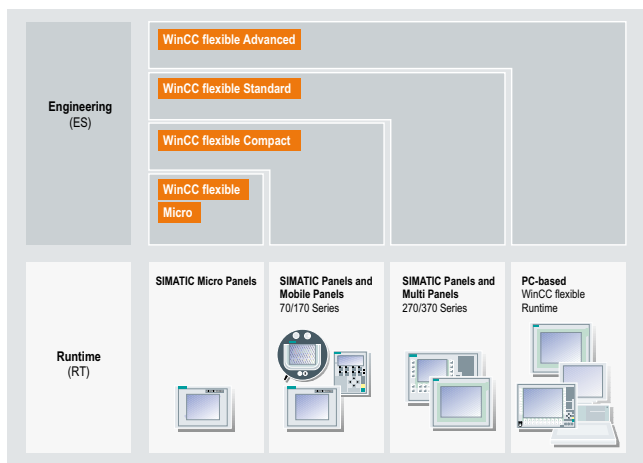 WinCC flexible Advanced
WinCC flexible Standard
Engineering
(ES)
WinCC flexible Compact
WinCC flexible
Micro
SIMATIC Micro Panels
SIMATIC Panels and
Mobile Panels
70/170 Series
SIMATIC Panels and
Multi Panels
270/370 Series
PC-based
WinCC flexible
Runtime
Runtime
(RT)